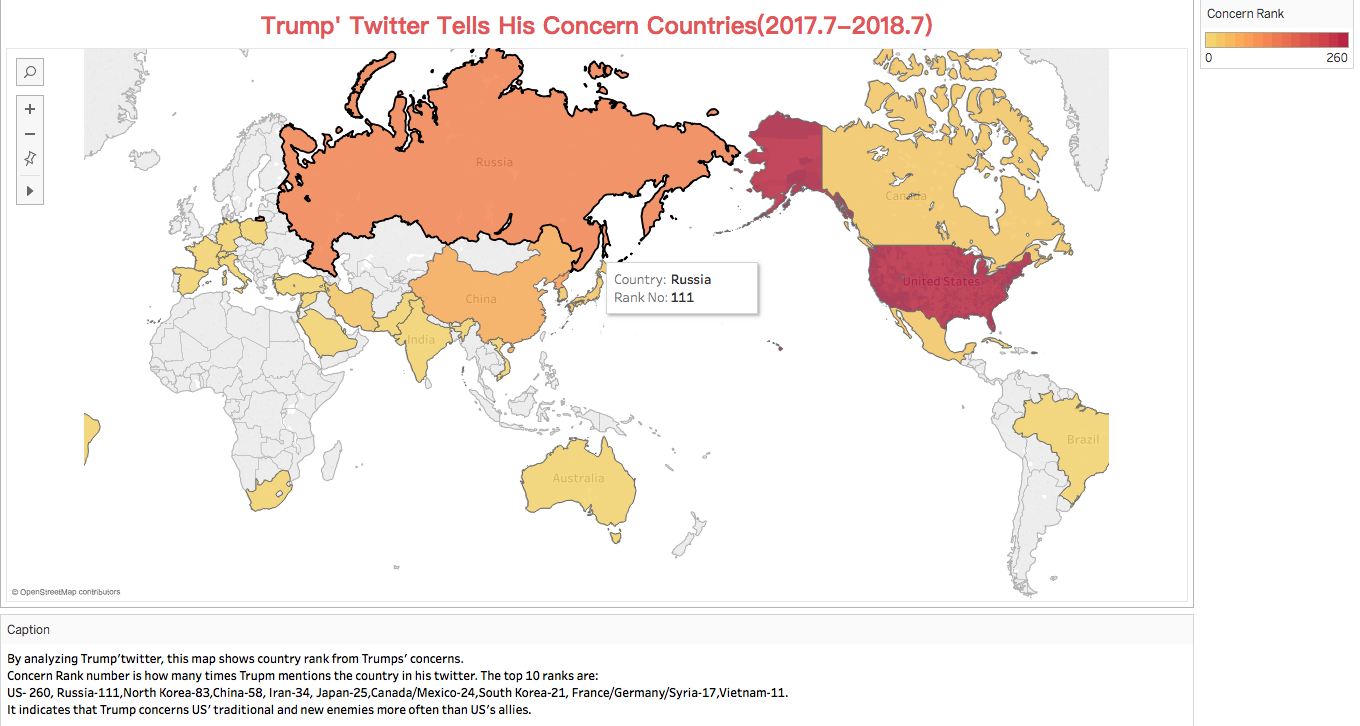 Trump' Twitter Tells His Concern Countries(2017.7-2018.7)
Concern Rank
0 260
Russia
Canada
United States
China
Country: Russia
Rank No: 111
India
Brazil
Australia
© OpenStreetMap contributors
Caption
By analyzing Trump'twitter, this map shows country rank from Trumps' concerns.
Concern Rank number is how many times Trupm mentions the country in his twitter. The top 10 ranks are:
US- 260, Russia-111,North Korea-83,China-58, Iran-34, Japan-25,Canada/Mexico-24,South Korea-21, France/Germany/Syria-17,Vietnam-11.
It indicates that Trump concerns US' traditional and new enemies more often than US's allies.